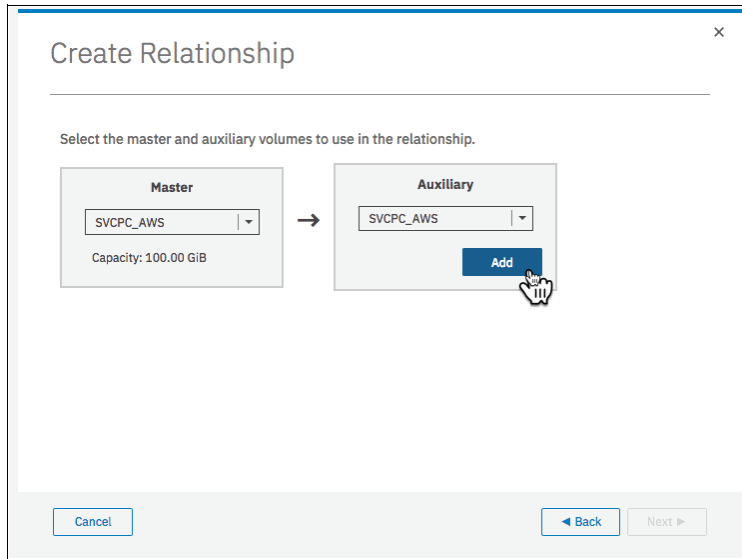 Create Relationship
Select the master and auxiliary volumes to use in the relationship.
Master
SVCPC_AWS
Capacity: 100.00 GiB
Auxiliary
SVCPC_AWS
Add
Cancel
Back
Next